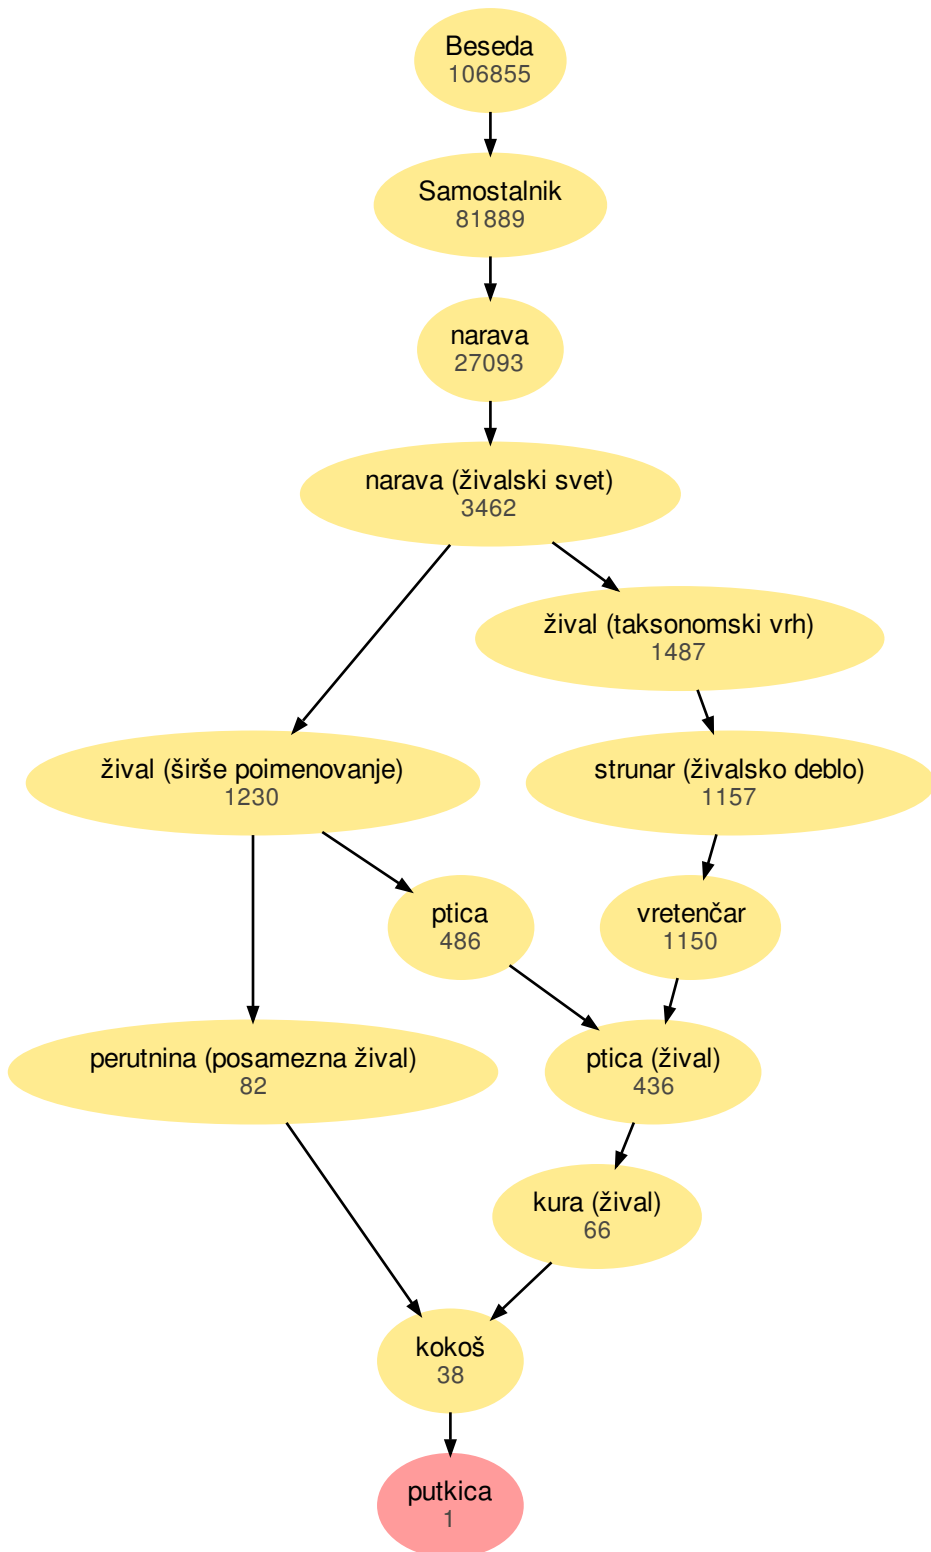 Beseda
106855
Samostalnik
81889
narava
27093
narava (živalski svet)
3462
žival (taksonomski vrh)
1487
žival (širše poimenovanje)
1230
strunar (živalsko deblo)
1157
ptica
486
vretenčar
1150
perutnina (posamezna žival)
82
ptica (žival)
436
kura (žival)
66
kokoš
38
putkica
1